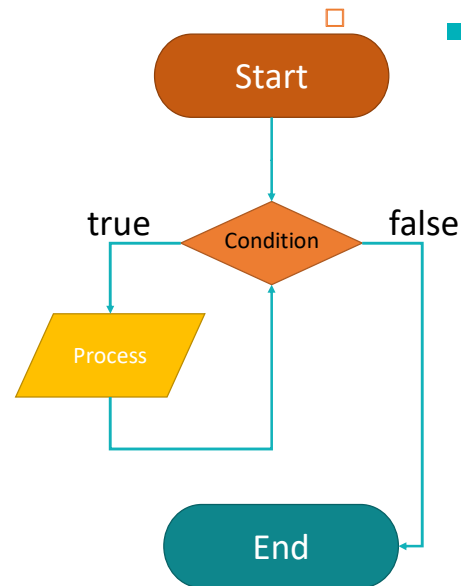 Start
true
false
Condition
Process
End